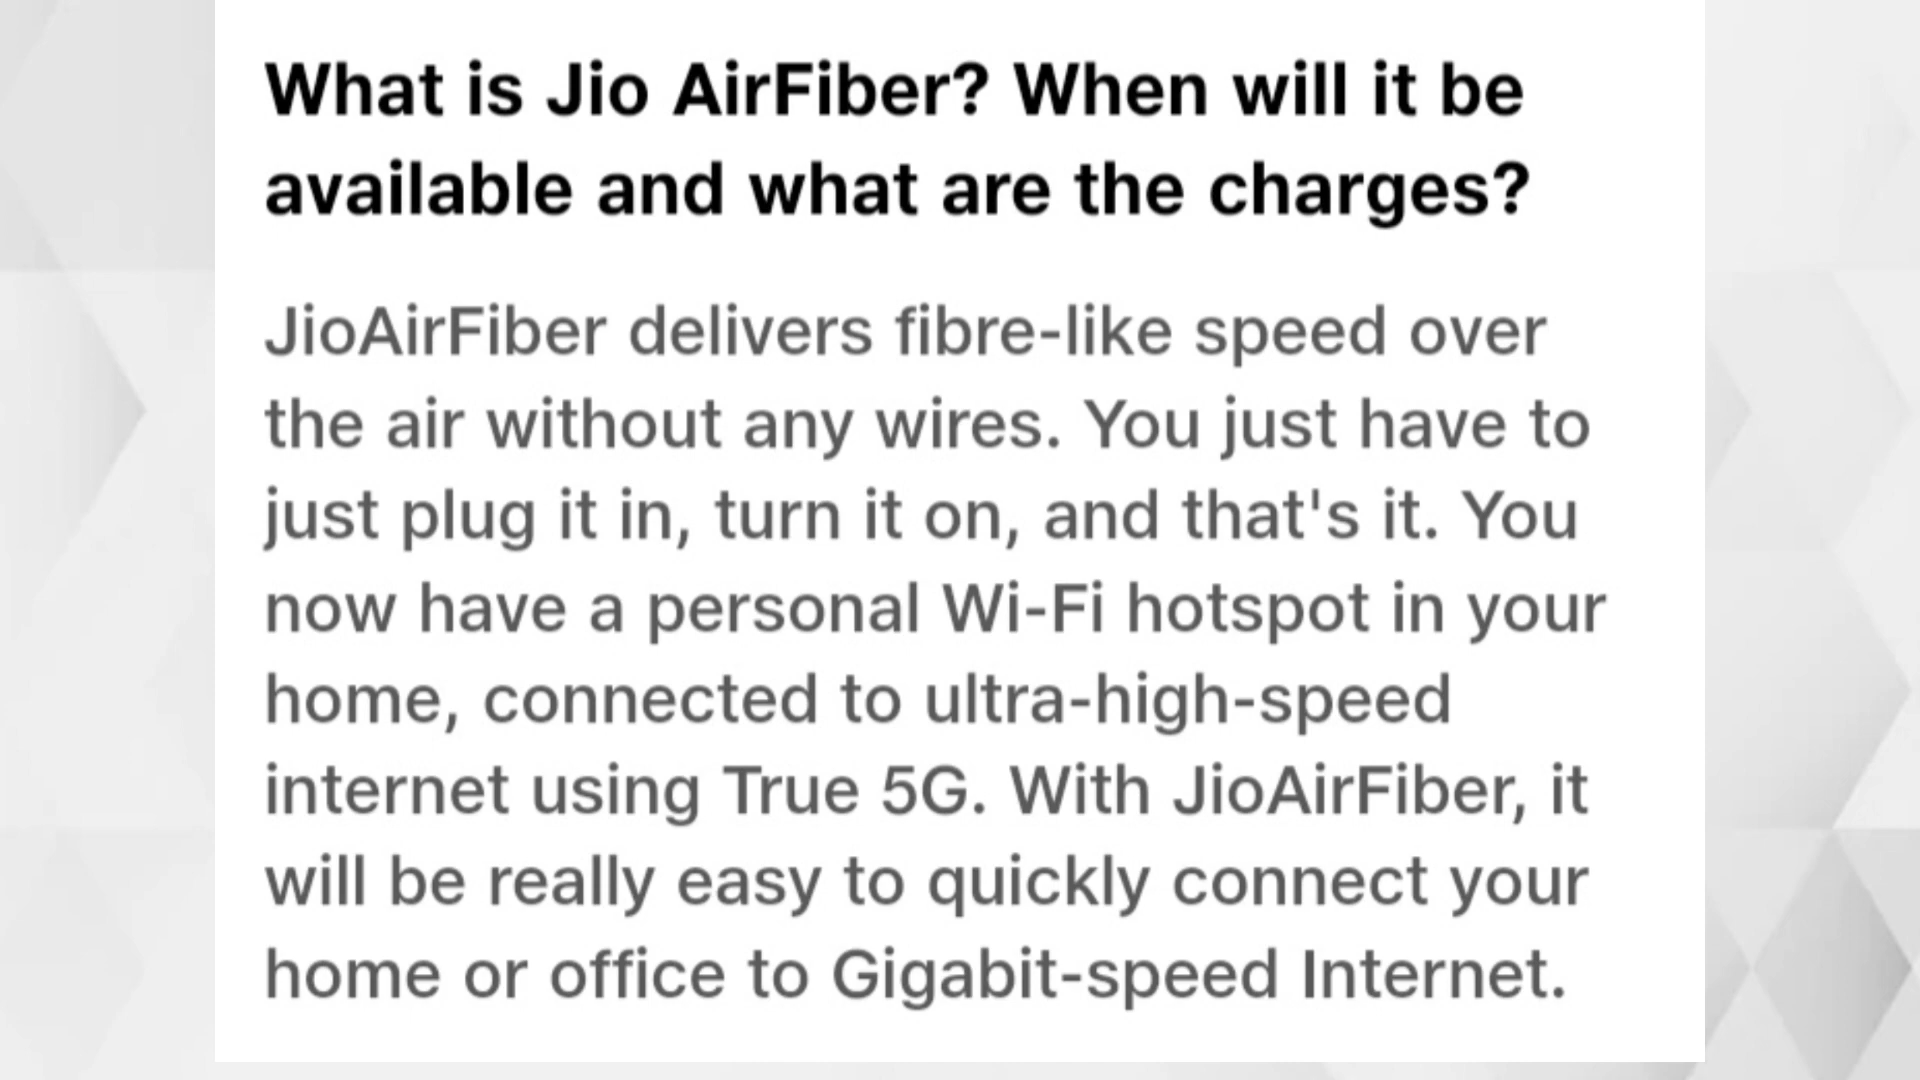 What is Jio AirFiber? When will it be
available and what are the charges?
JioAirFiber delivers fibre-like speed over
the air without any wires. You just have to
just plug it in, turn it on, and that's it. You
now have a personal Wi-Fi hotspot in your
home, connected to ultra-high-speed
internet using True 5G. With JioAirFiber, it
will be really easy to quickly connect your
home or office to Gigabit-speed Internet.